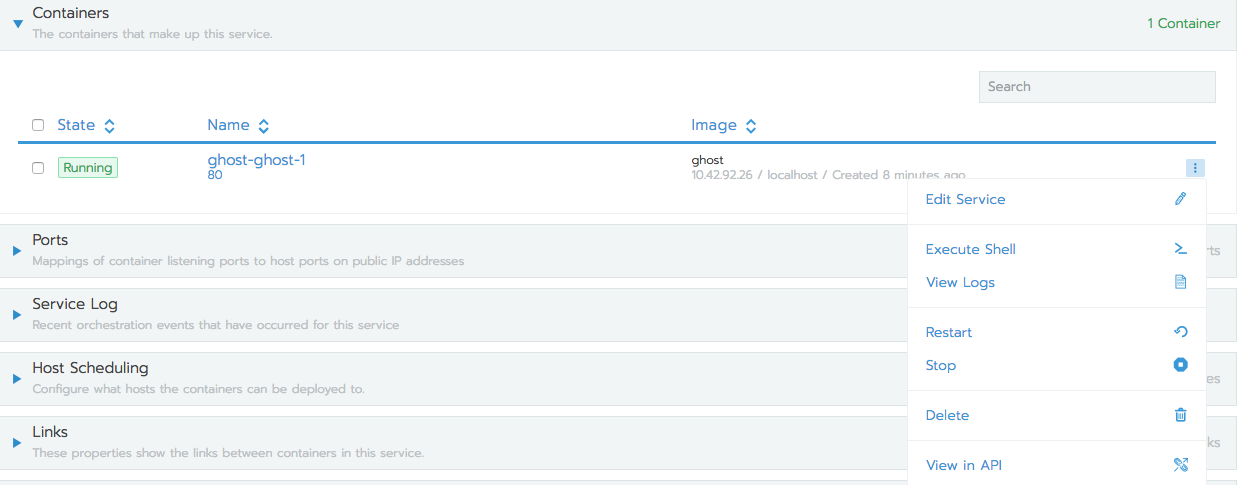 Containers
The containers that make up this service.
1 Container
Search
State Name Image
Running ghost-ghost-1 ghost
80 10.42.92.26 / localhost / Created 8 minutes ago
Edit Service
Ports
Mappings of container listening ports to host ports on public IP addresses
Execute Shell
View Logs
Service Log
Recent orchestration events that have occurred for this service
Restart
Host Scheduling
Configure what hosts the containers can be deployed to.
Stop
Delete
Links
These properties show the links between containers in this service.
View in API